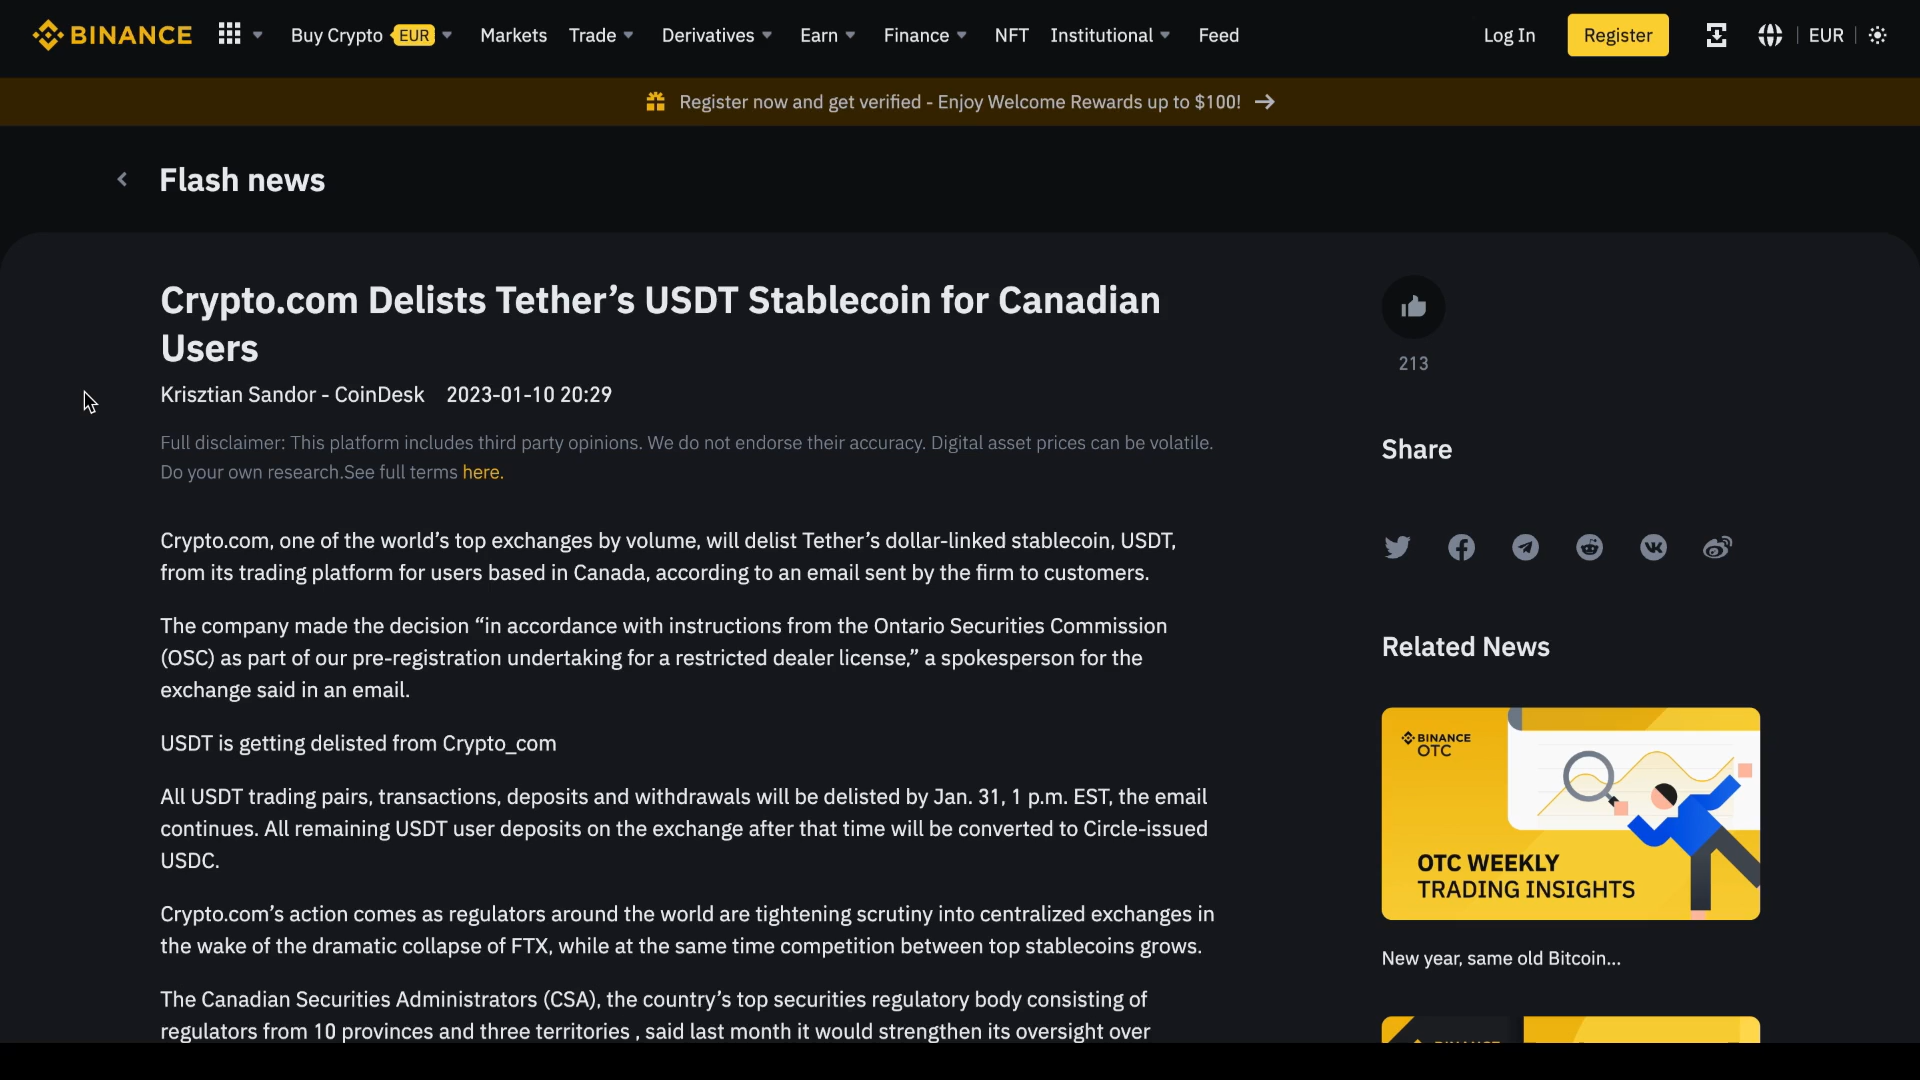 BINANCE
Buy Crypto EUR Markets Trade Derivatives Earn Finance NFT Institutional Feed Log In Register EUR
Register now and get verified - Enjoy Welcome Rewards up to $100!
Flash news
Crypto.com Delists Tether’s USDT Stablecoin for Canadian
Users
Krisztian Sandor - CoinDesk 2023-01-10 20:29
Full disclaimer: This platform includes third party opinions. We do not endorse their accuracy. Digital asset prices can be volatile.
Do your own research.See full terms here.
Crypto.com, one of the world’s top exchanges by volume, will delist Tether’s dollar-linked stablecoin, USDT,
from its trading platform for users based in Canada, according to an email sent by the firm to customers.
The company made the decision “in accordance with instructions from the Ontario Securities Commission
(OSC) as part of our pre-registration undertaking for a restricted dealer license,” a spokesperson for the
exchange said in an email.
USDT is getting delisted from Crypto_com
All USDT trading pairs, transactions, deposits and withdrawals will be delisted by Jan. 31, 1 p.m. EST, the email
continues. All remaining USDT user deposits on the exchange after that time will be converted to Circle-issued
USDC.
Crypto.com’s action comes as regulators around the world are tightening scrutiny into centralized exchanges in
the wake of the dramatic collapse of FTX, while at the same time competition between top stablecoins grows.
The Canadian Securities Administrators (CSA), the country’s top securities regulatory body consisting of
regulators from 10 provinces and three territories , said last month it would strengthen its oversight over
213
Share
Related News
BINANCE
OTC
OTC WEEKLY
TRADING INSIGHTS
New year, same old Bitcoin...